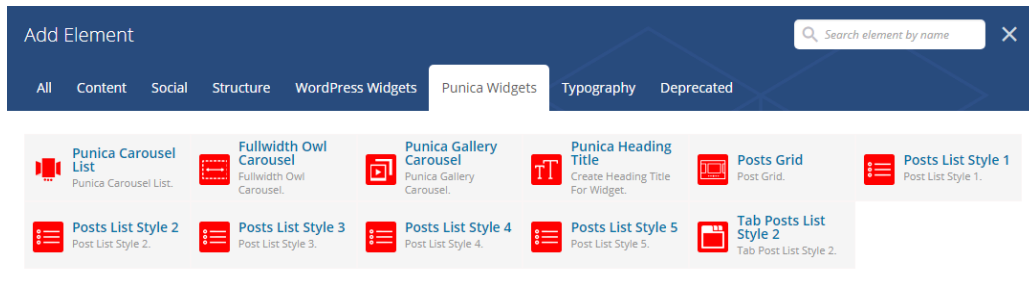 Add Element
Search element by name
All Content Social Structure WordPress Widgets Punica Widgets Typography Deprecated
Punica Carousel
List
Punica Carousel List.
Fullwidth Owl
Carousel
Fullwidth Owl
Carousel.
Punica Gallery
Carousel
Punica Gallery
Carousel.
TT
Punica Heading
Title
Create Heading Title
For Widget.
Posts Grid
Post Grid.
Posts List Style 1
Post List Style 1.
Posts List Style 2
Post List Style 2.
Posts List Style 3
Post List Style 3.
Posts List Style 4
Post List Style 4.
Posts List Style 5
Post List Style 5.
Tab Posts List
Style 2
Tab Post List Style 2.